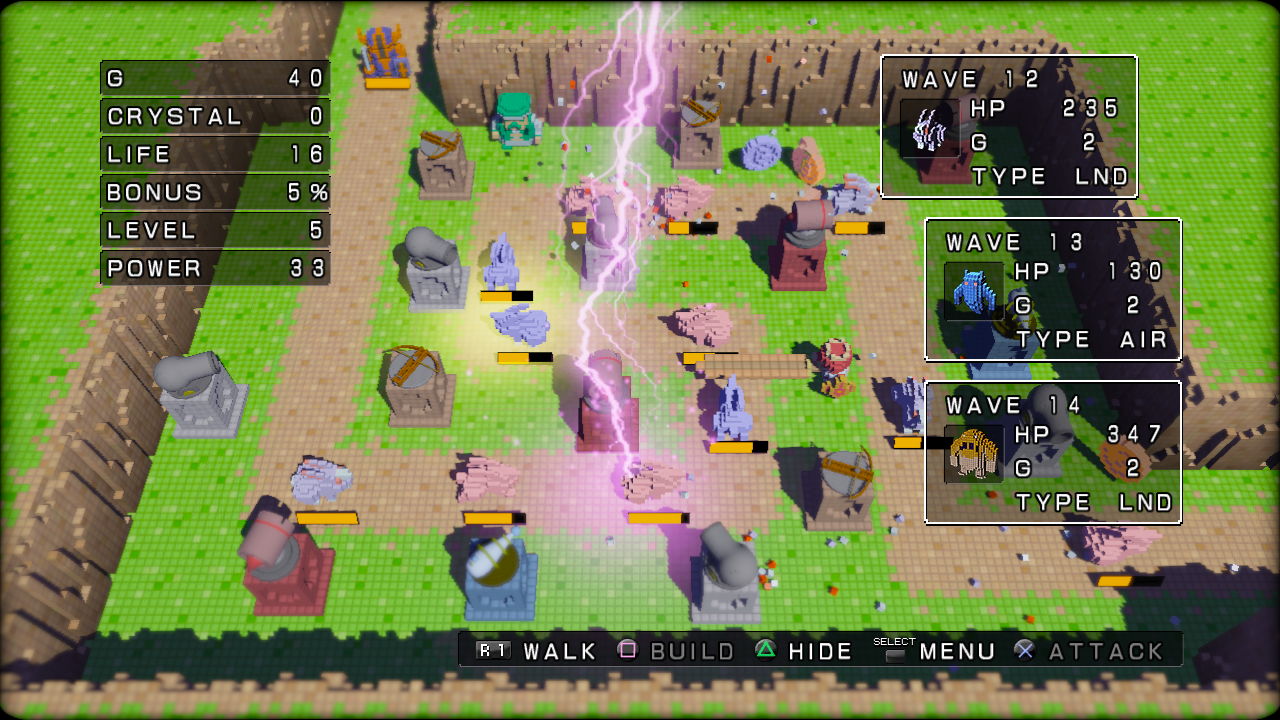 G 40
CRYSTAL 0
LIFE 16
BONUS 5%
LEVEL 5
POWER 33
WAVE 12
HP 235
G 2
TYPE LND
WAVE 13
HP 130
G 2
TYPE AIR
WAVE 14
HP 347
G 2
TYPE LND
R1 WALK BUILD HIDE SELECT MENU ATTACK